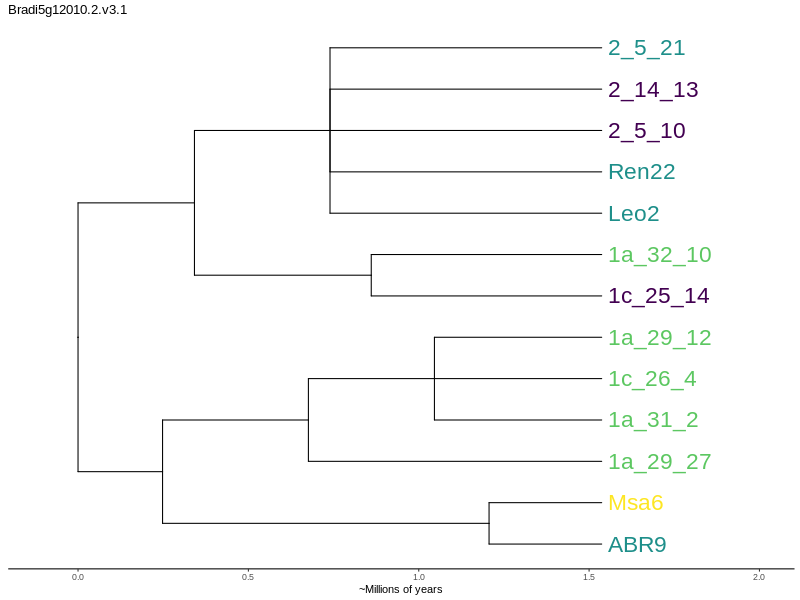 Bradi5g12010.2.v3.1
2_5_21
2_14_13
2_5_10
Ren22
Leo2
1a_32_10
1c_25_14
1a_29_12
1c_26_4
1a_31_2
1a_29_27
Msa6
ABR9
0.0 0.5 1.0 1.5 2.0
~Millions of years